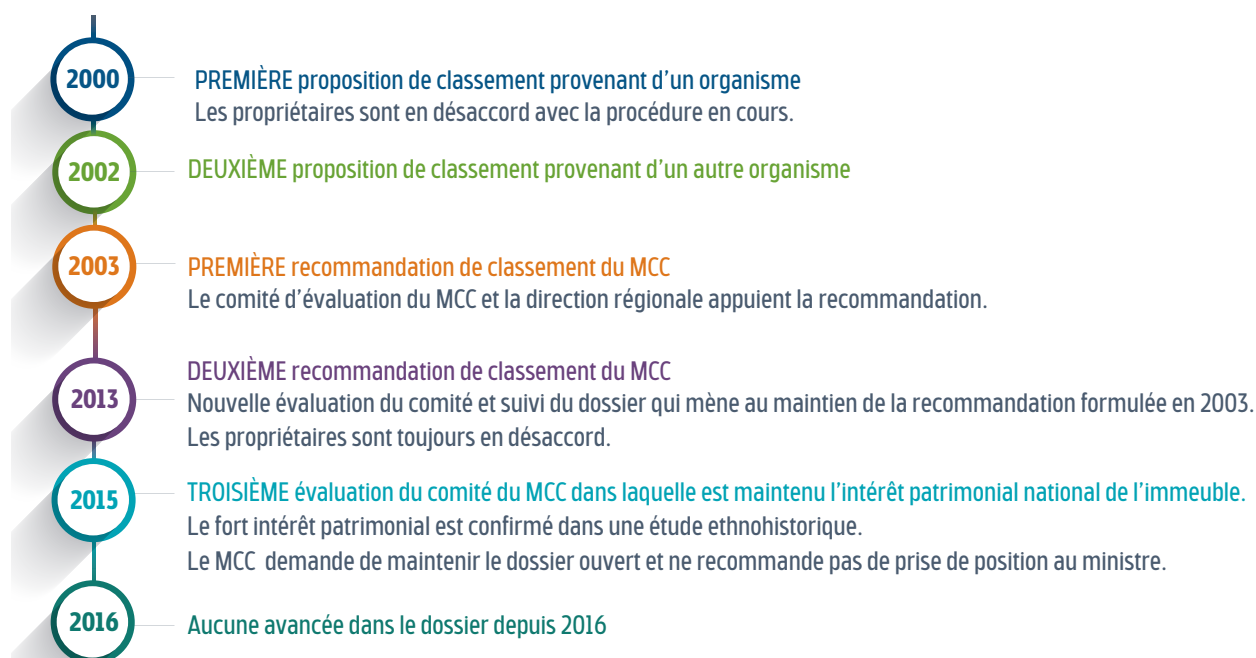 2000
PREMIÈRE proposition de classement provenant d’un organisme
Les propriétaires sont en désaccord avec la procédure en cours.
2002
DEUXIÈME proposition de classement provenant d’un autre organisme
2003
PREMIÈRE recommandation de classement du MCC
Le comité d’évaluation du MCC et la direction régionale appuient la recommandation.
2013
DEUXIÈME recommandation de classement du MCC
Nouvelle évaluation du comité et suivi du dossier qui mène au maintien de la recommandation formulée en 2003.
Les propriétaires sont toujours en désaccord.
2015
TROISIÈME évaluation du comité du MCC dans laquelle est maintenu l’intérêt patrimonial national de l’immeuble.
Le fort intérêt patrimonial est confirmé dans une étude ethnohistorique.
Le MCC demande de maintenir le dossier ouvert et ne recommande pas de prise de position au ministre.
2016
Aucune avancée dans le dossier depuis 2016